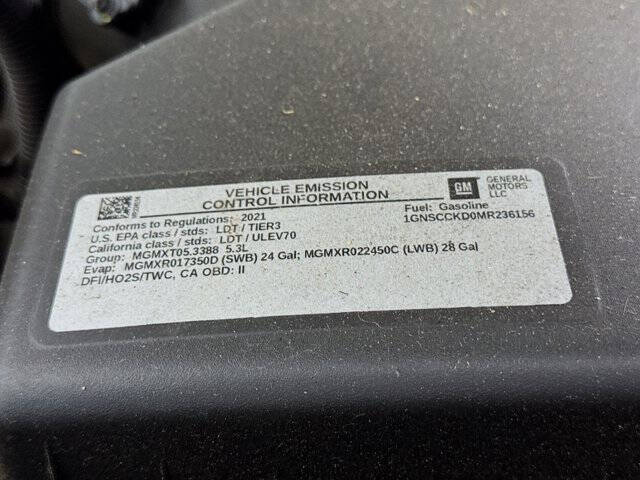 VEHICLE EMISSION
CONTROL INFORMATION
GM GENERAL
MOTORS
LLC
Conforms to Regulations: 2021
Fuel: Gasoline
U.S. EPA class / stds: LDT / TIER3
1GNSCCKD0MR236156
California class / stds: LDT / ULEV70
Group: MGMXT05.3388 5.3L
Evap: MGMXR017350D (SWB) 24 Gal; MGMXR022450C (LWB) 28 Gal
DFI/HO2S/TWC, CA OBD: II